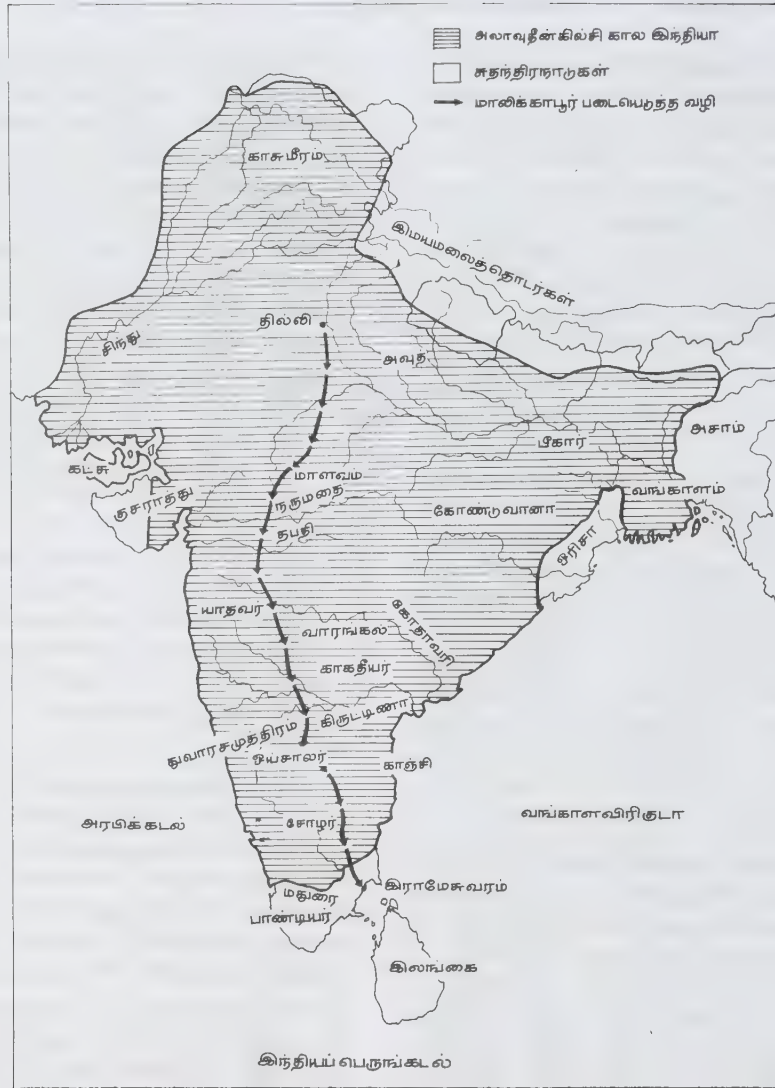 அலாவுதீன்கில்சி கால இந்தியா
சுதந்திரநாடுகள்
மாலிக்காபூர் படையெடுத்த வழி
காசுமீரம்
இமயமலைத்தொடர்கள்
தில்லி
சிந்து
அவுத்
அசாம்
பீகார்
கட்சு
மாளவம்
குசராத்து
நருமதை
கோண்டுவானா
வங்காளம்
தபதி
ஒரிசா
யாதவர்
வாரங்கல்
கோதாவரி
காகதீயர்
கிருட்டிணா
துவாரசமுத்திரம்
ஒய்சாலர்
காஞ்சி
அரபிக்கடல்
சோழர்
வங்காளவிரிகுடா
இராமேசுவரம்
மதுரை
பாண்டியர்
இலங்கை
இந்தியப் பெருங்கடல்